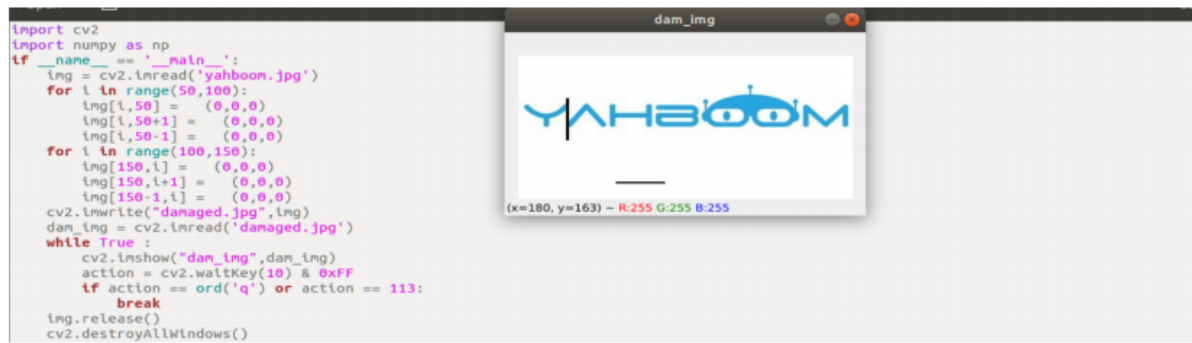 import cv2
import numpy as np
if __name__ == '__main__':
    img = cv2.imread('yahboom.jpg')
    for i in range(50,100):
        img[i,50] =   (0,0,0)
        img[i,50+1] =   (0,0,0)
        img[i,50-1] =   (0,0,0)
    for i in range(100,150):
        img[150,i] =   (0,0,0)
        img[150,i+1] =   (0,0,0)
        img[150-1,i] =   (0,0,0)
    cv2.imwrite("damaged.jpg",img)
    dam_img = cv2.imread('damaged.jpg')
    while True :
        cv2.imshow("dam_img",dam_img)
        action = cv2.waitKey(10) & 0xFF
        if action == ord('q') or action == 113:
            break
    img.release()
    cv2.destroyAllWindows()
dam_img
YAHBOOM
(x=180, y=163) ~ R:255 G:255 B:255